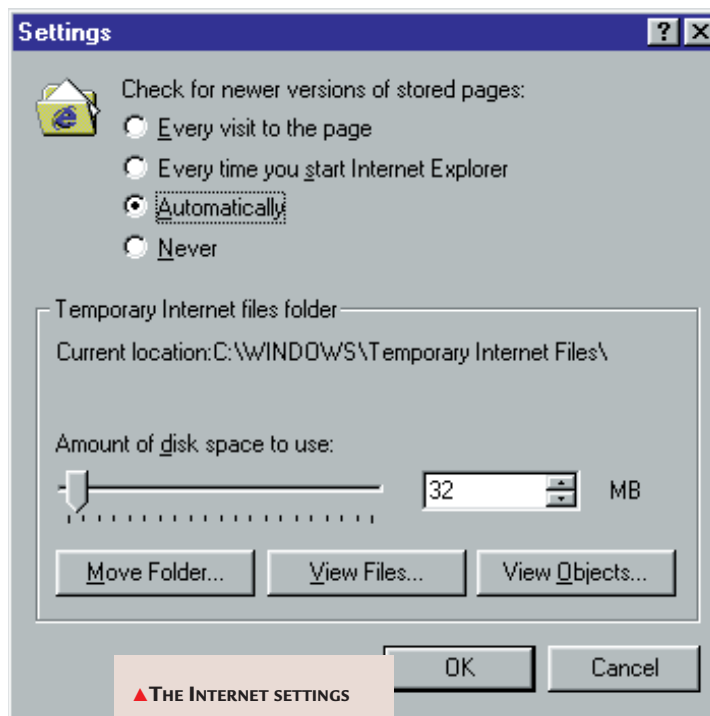 Settings
Check for newer versions of stored pages:
Every visit to the page
Every time you start Internet Explorer
Automatically
Never
Temporary Internet files folder
Current location:C:\WINDOWS\Temporary Internet Files\
Amount of disk space to use:
32 MB
Move Folder... View Files... View Objects...
OK Cancel
▲THE INTERNET SETTINGS